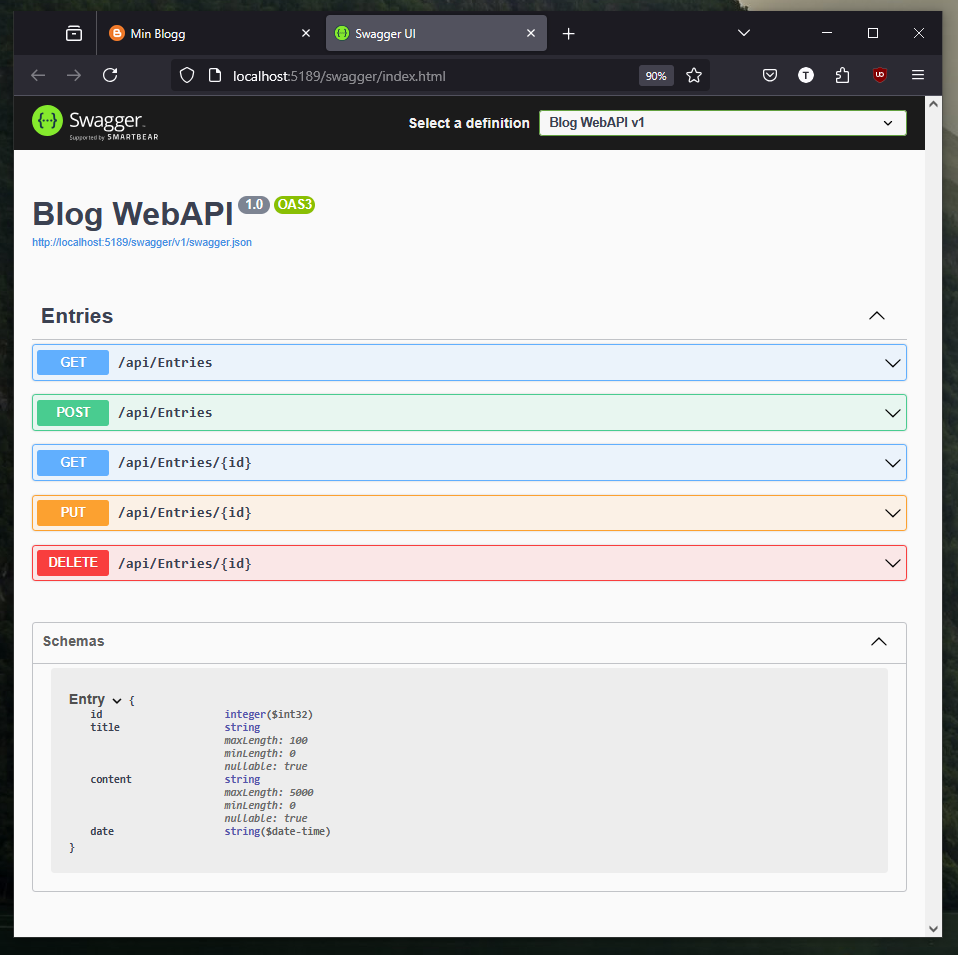 Min Blogg
Swagger UI
localhost:5189/swagger/index.html
90%
T
UD
Swagger
Supported by SMARTBEAR
Select a definition
Blog WebAPI v1
Blog WebAPI 1.0 OAS3
http://localhost:5189/swagger/v1/swagger.json
Entries
GET /api/Entries
POST /api/Entries
GET /api/Entries/{id}
PUT /api/Entries/{id}
DELETE /api/Entries/{id}
Schemas
Entry {
id integer($int32)
title string
maxLength: 100
minLength: 0
nullable: true
content string
maxLength: 5000
minLength: 0
nullable: true
date string($date-time)
}